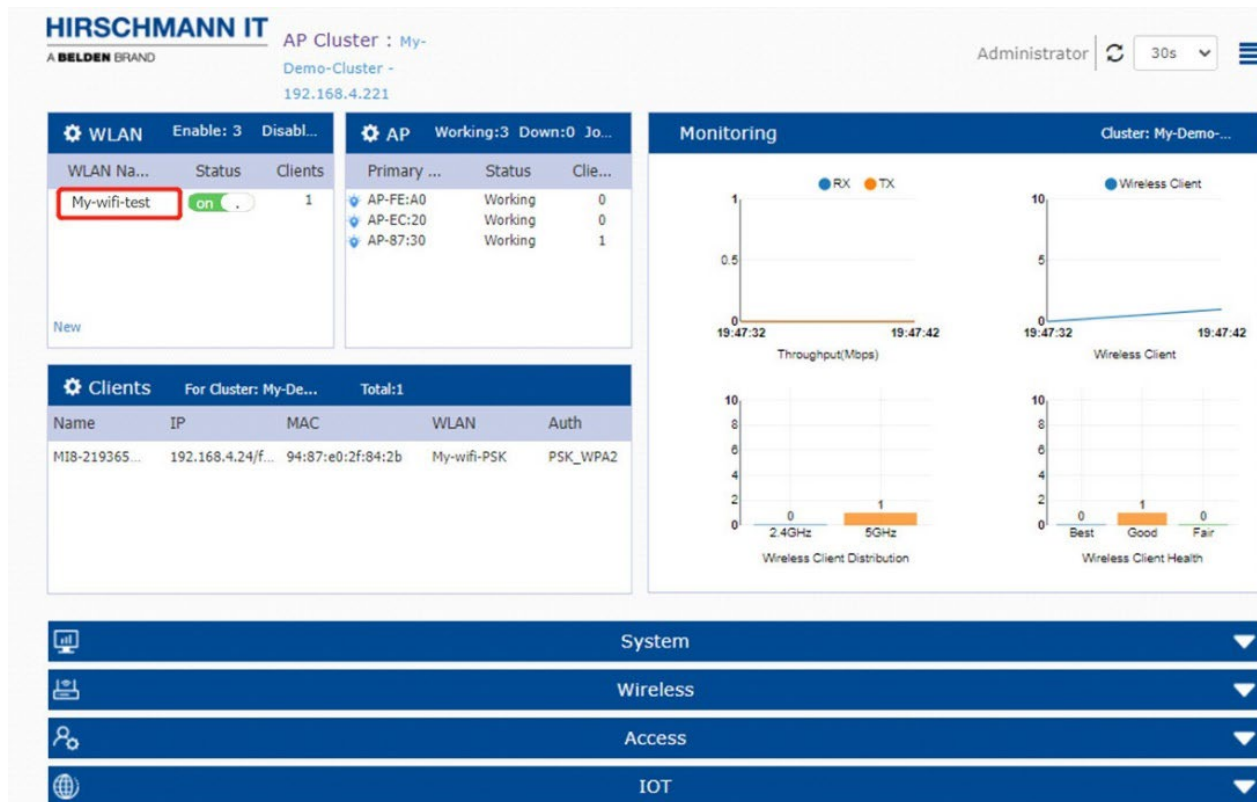 HIRSCHMANN IT
A BELDEN BRAND
AP Cluster : My-
Demo-Cluster -
192.168.4.221
Administrator
30s
WLAN Enable: 3 Disabl...
WLAN Na... Status Clients
My-wifi-test on . 1
New
AP Working:3 Down:0 Jo...
Primary ... Status Clie...
AP-FE:A0 Working 0
AP-EC:20 Working 0
AP-87:30 Working 1
Clients For Cluster: My-De... Total:1
Name IP MAC WLAN Auth
MI8-219365... 192.168.4.24/f... 94:87:e0:2f:84:2b My-wifi-PSK PSK_WPA2
Monitoring Cluster: My-Demo-...
RX TX
1
0.5
0
19:47:32 19:47:42
Throughput(Mbps)
Wireless Client
10
5
0
19:47:32 19:47:42
Wireless Client
10
8
6
4
2
0
0 1
2.4GHz 5GHz
Wireless Client Distribution
10
8
6
4
2
0
0 1 0
Best Good Fair
Wireless Client Health
System
Wireless
Access
IOT